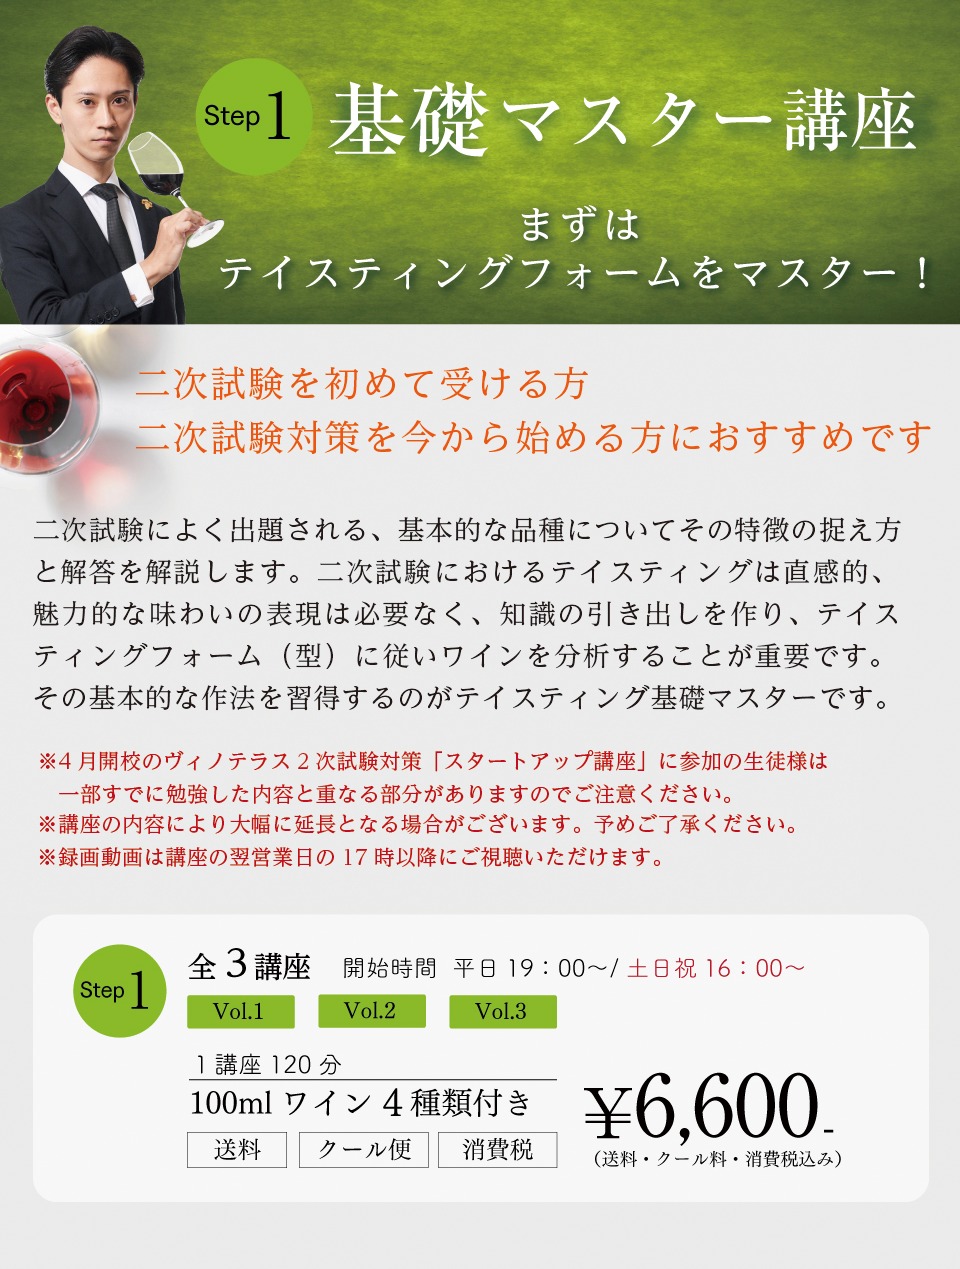 Step 1
基礎マスター講座
まずは
テイスティングフォームをマスター！
二次試験を初めて受ける方
二次試験対策を今から始める方におすすめです
二次試験によく出題される、基本的な品種についてその特徴の捉え方
と解答を解説します。二次試験におけるテイスティングは直感的、
魅力的な味わいの表現は必要なく、知識の引き出しを作り、テイス
ティングフォーム（型）に従いワインを分析することが重要です。
その基本的な作法を習得するのがテイスティング基礎マスターです。
※4月開校のヴィノテラス2次試験対策「スタートアップ講座」に参加の生徒様は
一部すでに勉強した内容と重なる部分がありますのでご注意ください。
※講座の内容により大幅に延長となる場合がございます。予めご了承ください。
※録画動画は講座の翌営業日の17時以降にご視聴いただけます。
Step 1
全3講座 開始時間 平日19：00～/土日祝16：00～
Vol.1 Vol.2 Vol.3
1講座120分
100mlワイン4種類付き
送料 クール便 消費税
¥6,600-
（送料・クール料・消費税込み）